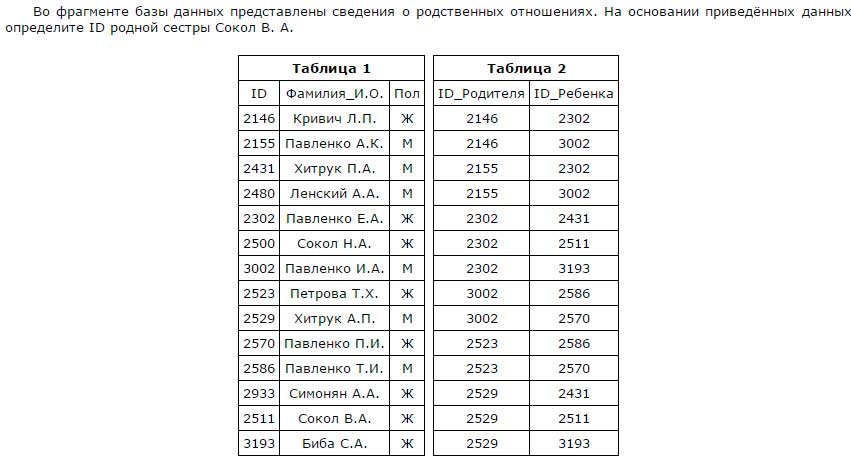 Во фрагменте базы данных представлены сведения о родственных отношениях. На основании приведённых данных
определите ID родной сестры Сокол В. А.
Таблица 1
ID Фамилия_И.О. Пол
2146 Кривич Л.П. Ж
2155 Павленко А.К. М
2431 Хитрук П.А. М
2480 Ленский А.А. М
2302 Павленко Е.А. Ж
2500 Сокол Н.А. Ж
3002 Павленко И.А. М
2523 Петрова Т.Х. Ж
2529 Хитрук А.П. М
2570 Павленко П.И. Ж
2586 Павленко Т.И. М
2933 Симонян А.А. Ж
2511 Сокол В.А. Ж
3193 Биба С.А. Ж
Таблица 2
ID_Родителя ID_Ребенка
2146 2302
2146 3002
2155 2302
2155 3002
2302 2431
2302 2511
2302 3193
3002 2586
3002 2570
2523 2586
2523 2570
2529 2431
2529 2511
2529 3193